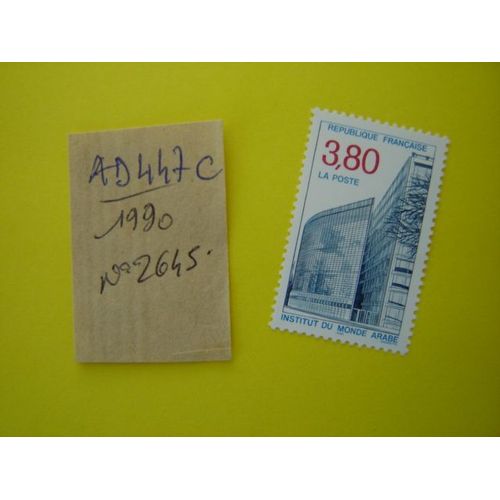 AD447C
1990
N° 2645.
REPUBLIQUE FRANÇAISE
3,80
LA POSTE
INSTITUT DU MONDE ARABE